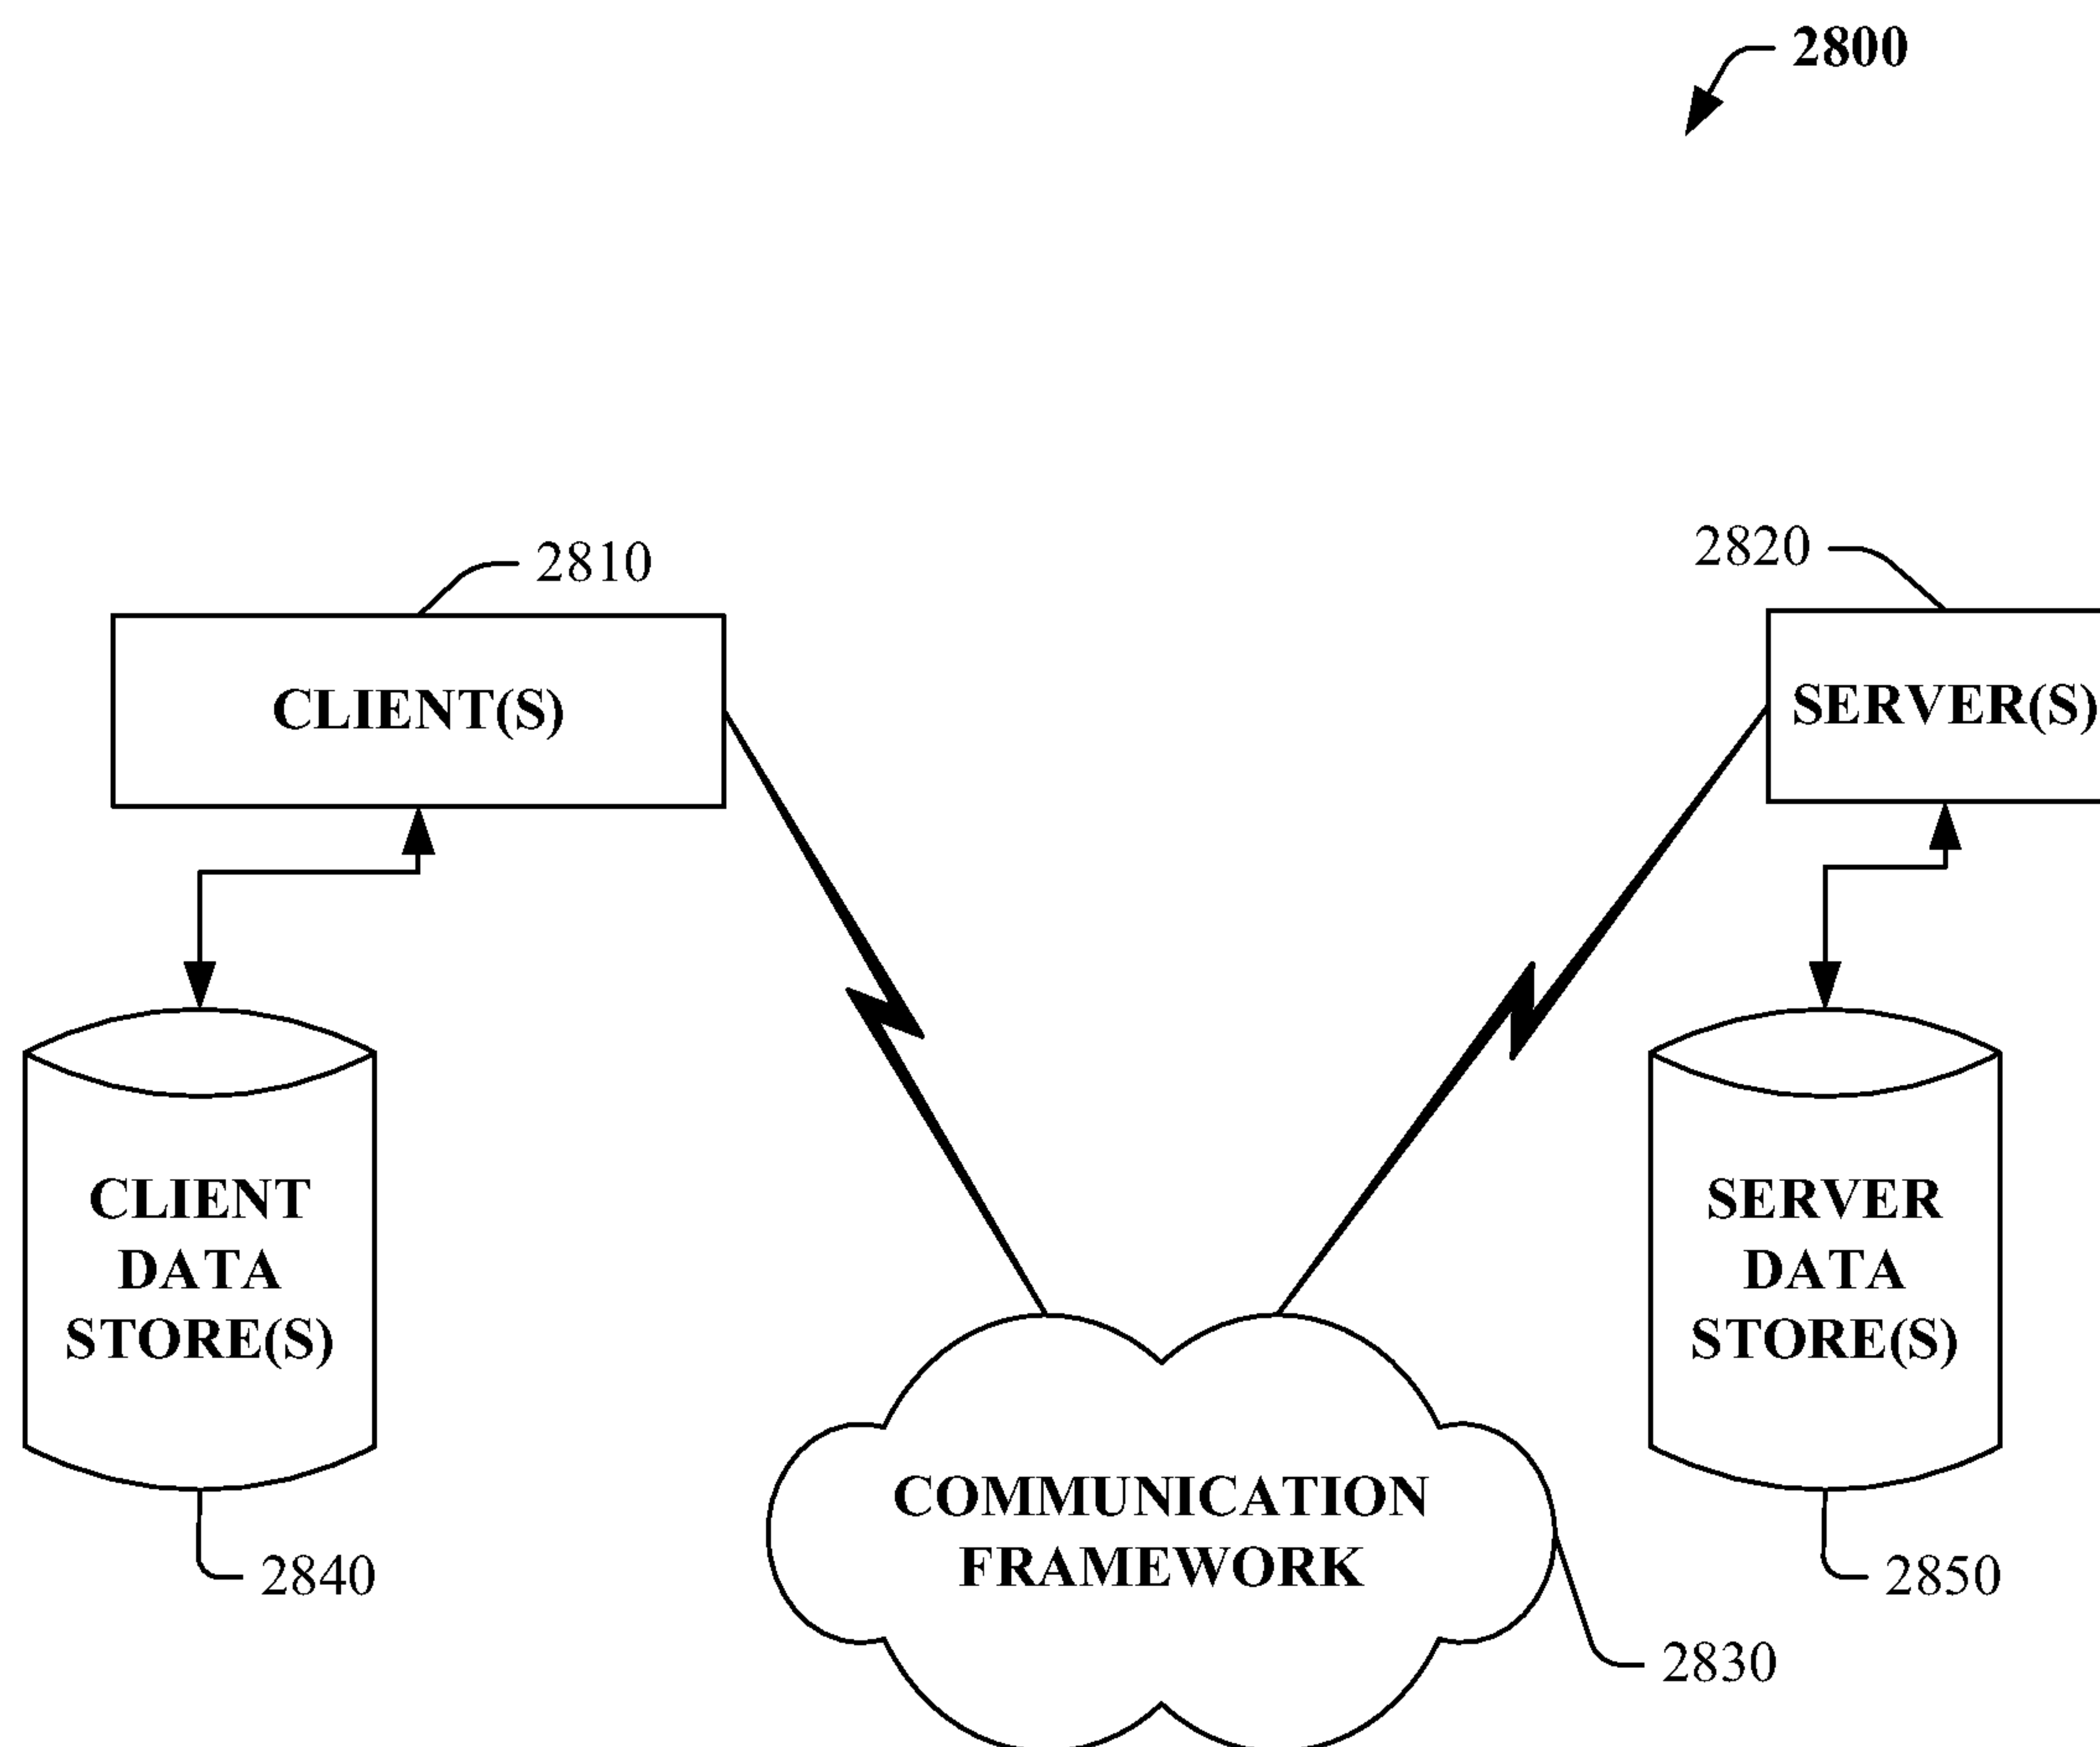 2800
2810
2820
CLIENT(S)
SERVER(S)
CLIENT
DATA
STORE(S)
SERVER
DATA
STORE(S)
COMMUNICATION
FRAMEWORK
2840
2850
2830